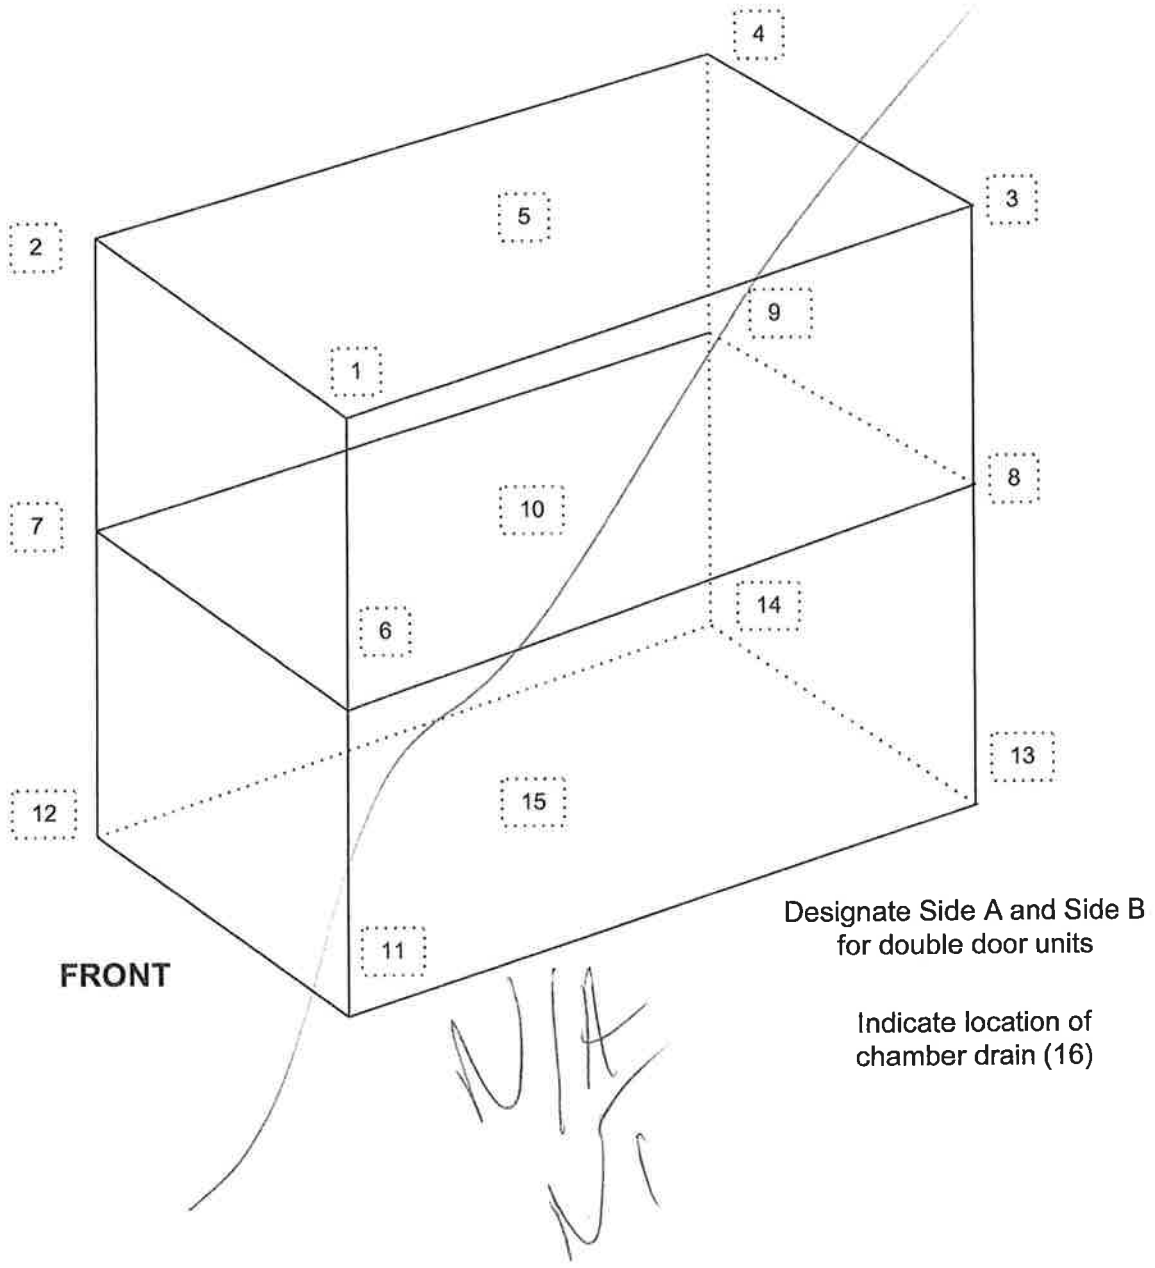 4
3
5
2
9
1
8
10
7
6
14
13
15
12
11
Designate Side A and Side B
for double door units
FRONT
N/A
Indicate location of
chamber drain (16)